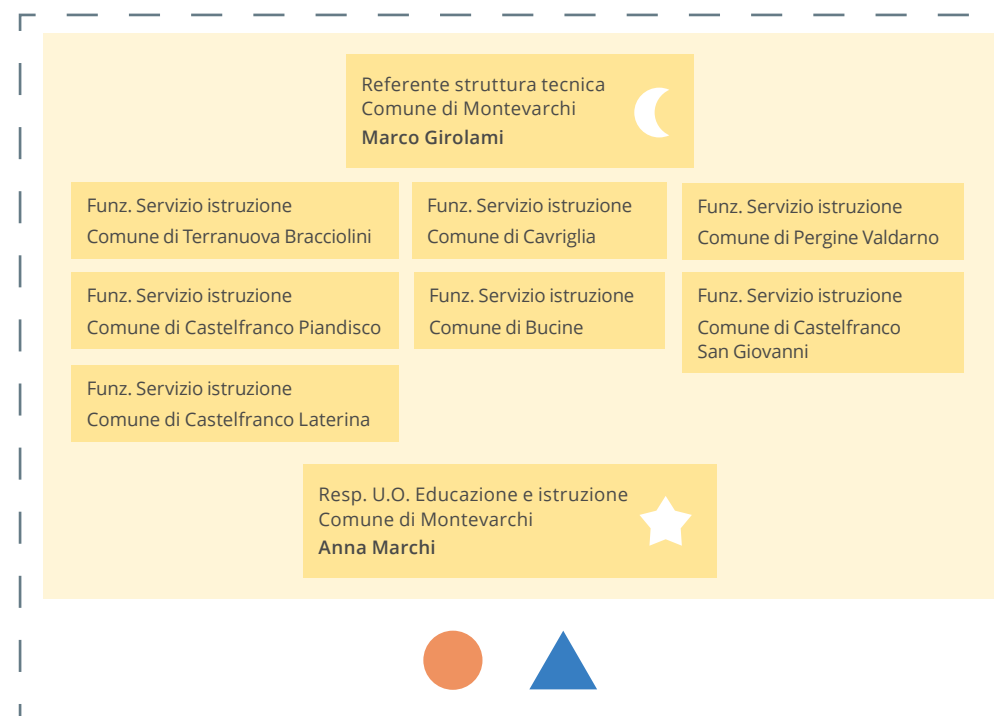 Referente struttura tecnica
Comune di Montevarchi
Marco Girolami
Funz. Servizio istruzione
Comune di Terranuova Bracciolini
Funz. Servizio istruzione
Comune di Cavriglia
Funz. Servizio istruzione
Comune di Pergine Valdarno
Funz. Servizio istruzione
Comune di Castelfranco Piandisco
Funz. Servizio istruzione
Comune di Bucine
Funz. Servizio istruzione
Comune di Castelfranco
San Giovanni
Funz. Servizio istruzione
Comune di Castelfranco Laterina
Resp. U.O. Educazione e istruzione
Comune di Montevarchi
Anna Marchi